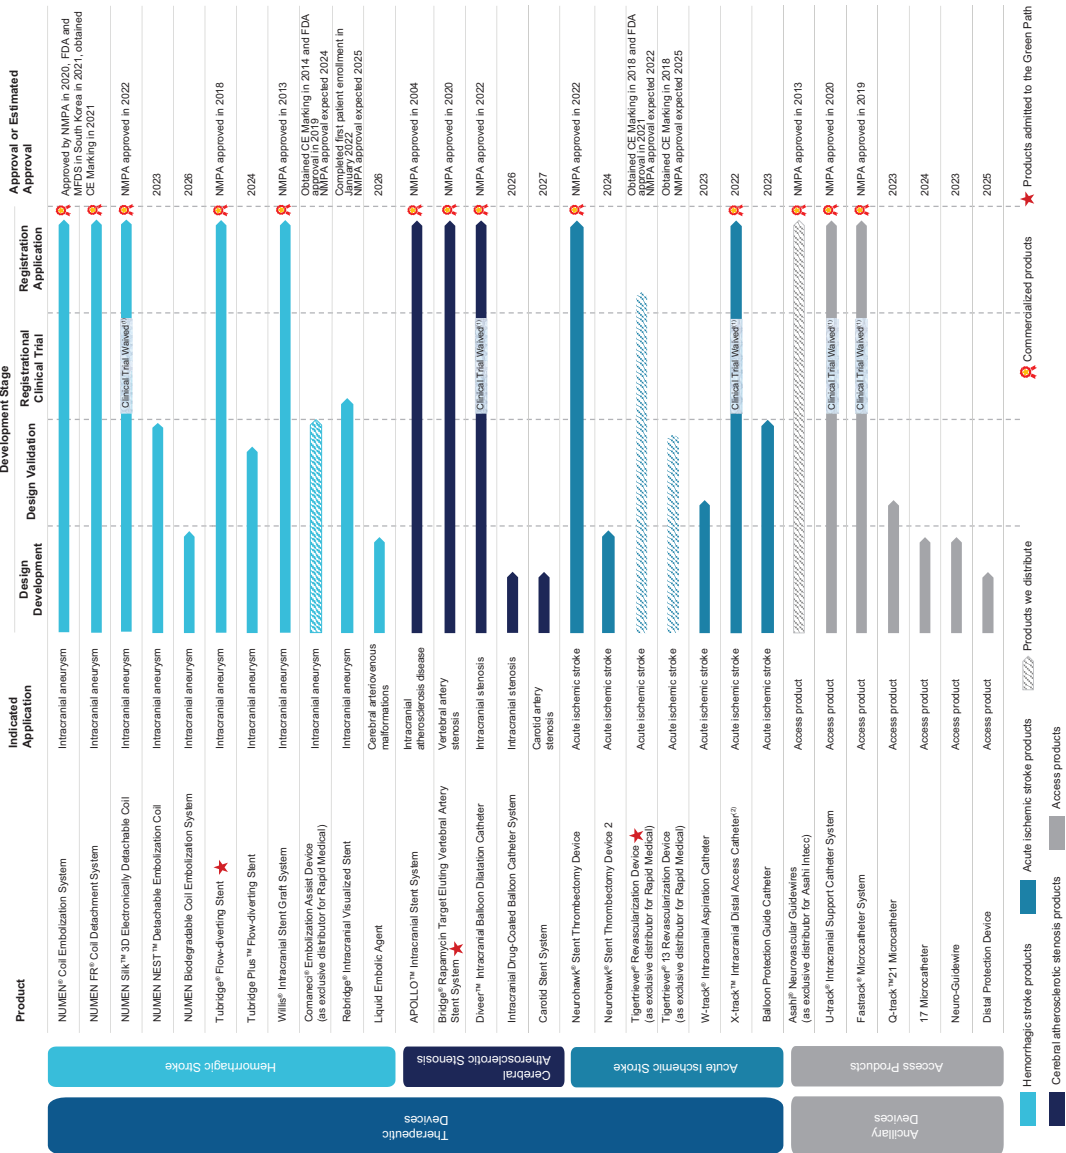 Product
Indicated
Application
Development Stage
Design
Development
Design Validation
Registrational
Clinical Trial
Registration
Application
Approval or Estimated
Approval
Therapeutic
Devices
Hemorrhagic Stroke
NUMEN® Coil Embolization System
Intracranial aneurysm
Approved by NMPA in 2020, FDA and
MFDS in South Korea in 2021, obtained
CE Marking in 2021
NUMEN FR® Coil Detachment System
Intracranial aneurysm
NUMEN Silk™ 3D Electronically Detachable Coil
Intracranial aneurysm
Clinical Trial Waived(1)
NMPA approved in 2022
NUMEN NEST™ Detachable Embolization Coil
Intracranial aneurysm
2023
NUMEN Biodegradable Coil Embolization System
Intracranial aneurysm
2026
Tubridge® Flow-diverting Stent
Intracranial aneurysm
NMPA approved in 2018
Tubridge Plus™ Flow-diverting Stent
Intracranial aneurysm
2024
Willis® Intracranial Stent Graft System
Intracranial aneurysm
NMPA approved in 2013
Comaneci® Embolization Assist Device
(as exclusive distributor for Rapid Medical)
Intracranial aneurysm
Obtained CE Marking in 2014 and FDA
approval in 2019
NMPA approval expected 2024
Rebridge® Intracranial Visualized Stent
Intracranial aneurysm
Completed first patient enrollment in
January 2022
NMPA approval expected 2025
Liquid Embolic Agent
Cerebral arteriovenous
malformations
2026
Cerebral
Atherosclerotic Stenosis
APOLLO™ Intracranial Stent System
Intracranial
atherosclerosis disease
NMPA approved in 2004
Bridge® Rapamycin Target Eluting Vertebral Artery
Stent System
Vertebral artery
stenosis
NMPA approved in 2020
Diveer™ Intracranial Balloon Dilation Catheter
Intracranial stenosis
Clinical Trial Waived(1)
NMPA approved in 2022
Intracranial Drug-Coated Balloon Catheter System
Intracranial stenosis
2026
Carotid Stent System
Carotid artery
stenosis
2027
Acute Ischemic
Stroke
Neurohawk® Stent Thrombectomy Device
Acute ischemic stroke
NMPA approved in 2022
Neurohawk® Stent Thrombectomy Device 2
Acute ischemic stroke
2024
Tigertriever® Revascularization Device
(as exclusive distributor for Rapid Medical)
Acute ischemic stroke
Obtained CE Marking in 2018 and FDA
approval in 2021
NMPA approval expected 2022
Tigertriever® 13 Revascularization Device
(as exclusive distributor for Rapid Medical)
Acute ischemic stroke
Obtained CE Marking in 2018
NMPA approval expected 2025
W-track® Intracranial Aspiration Catheter
Acute ischemic stroke
2023
X-track™ Intracranial Distal Access Catheter(2)
Acute ischemic stroke
Clinical Trial Waived(1)
2022
Balloon Protection Guide Catheter
Acute ischemic stroke
2023
Ancillary
Devices
Access Products
Asahi® Neurovascular Guidewires
(as exclusive distributor for Asahi Intecc)
Access product
NMPA approved in 2013
U-track® Intracranial Support Catheter System
Access product
Clinical Trial Waived(1)
NMPA approved in 2020
Fastrack® Microcatheter System
Access product
Clinical Trial Waived(1)
NMPA approved in 2019
Q-track™21 Microcatheter
Access product
2023
17 Microcatheter
Access product
2024
Neuro-Guidewire
Access product
2023
Distal Protection Device
Access product
2025
Hemorrhagic stroke products
Acute ischemic stroke products
Products we distribute
Commercialized products
Products admitted to the Green Path
Cerebral atherosclerotic stenosis products
Access products